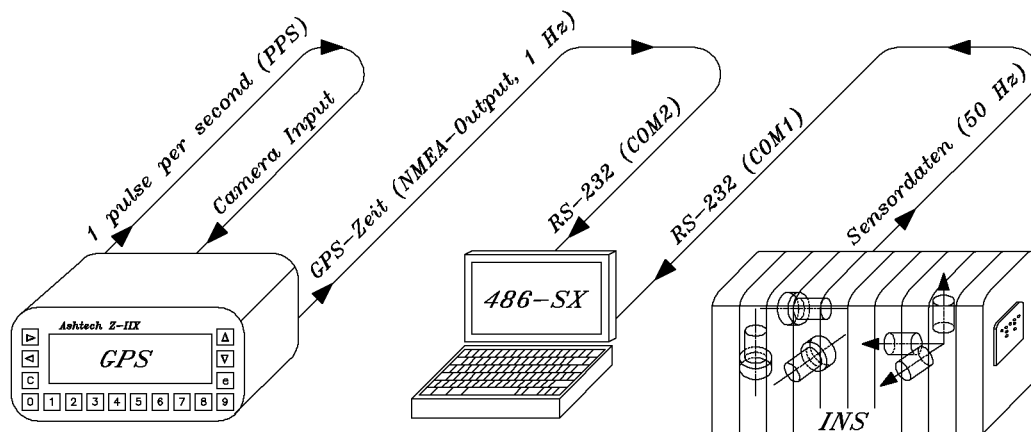 1 pulse per second (PPS)
Camera Input
GPS-Zeit (NMEA-Output, 1 Hz)
RS-232 (COM2)
RS-232 (COM1)
Sensordaten (50 Hz)
Ashtech Z-IIX
GPS
C
e
0 1 2 3 4 5 6 7 8 9
486-SX
INS